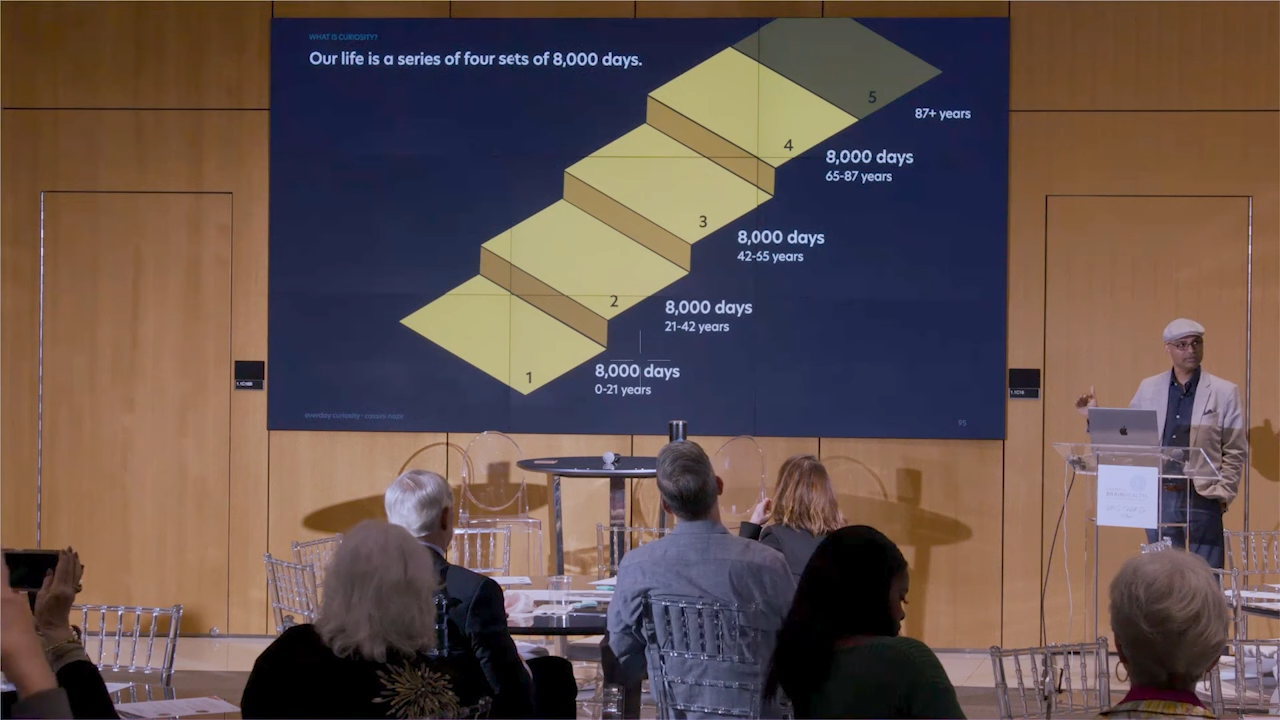 WHAT IS CURIOSITY?
Our life is a series of four sets of 8,000 days.
5
87+ years
4
8,000 days
65-87 years
3
8,000 days
42-65 years
2
8,000 days
21-42 years
1
8,000 days
0-21 years